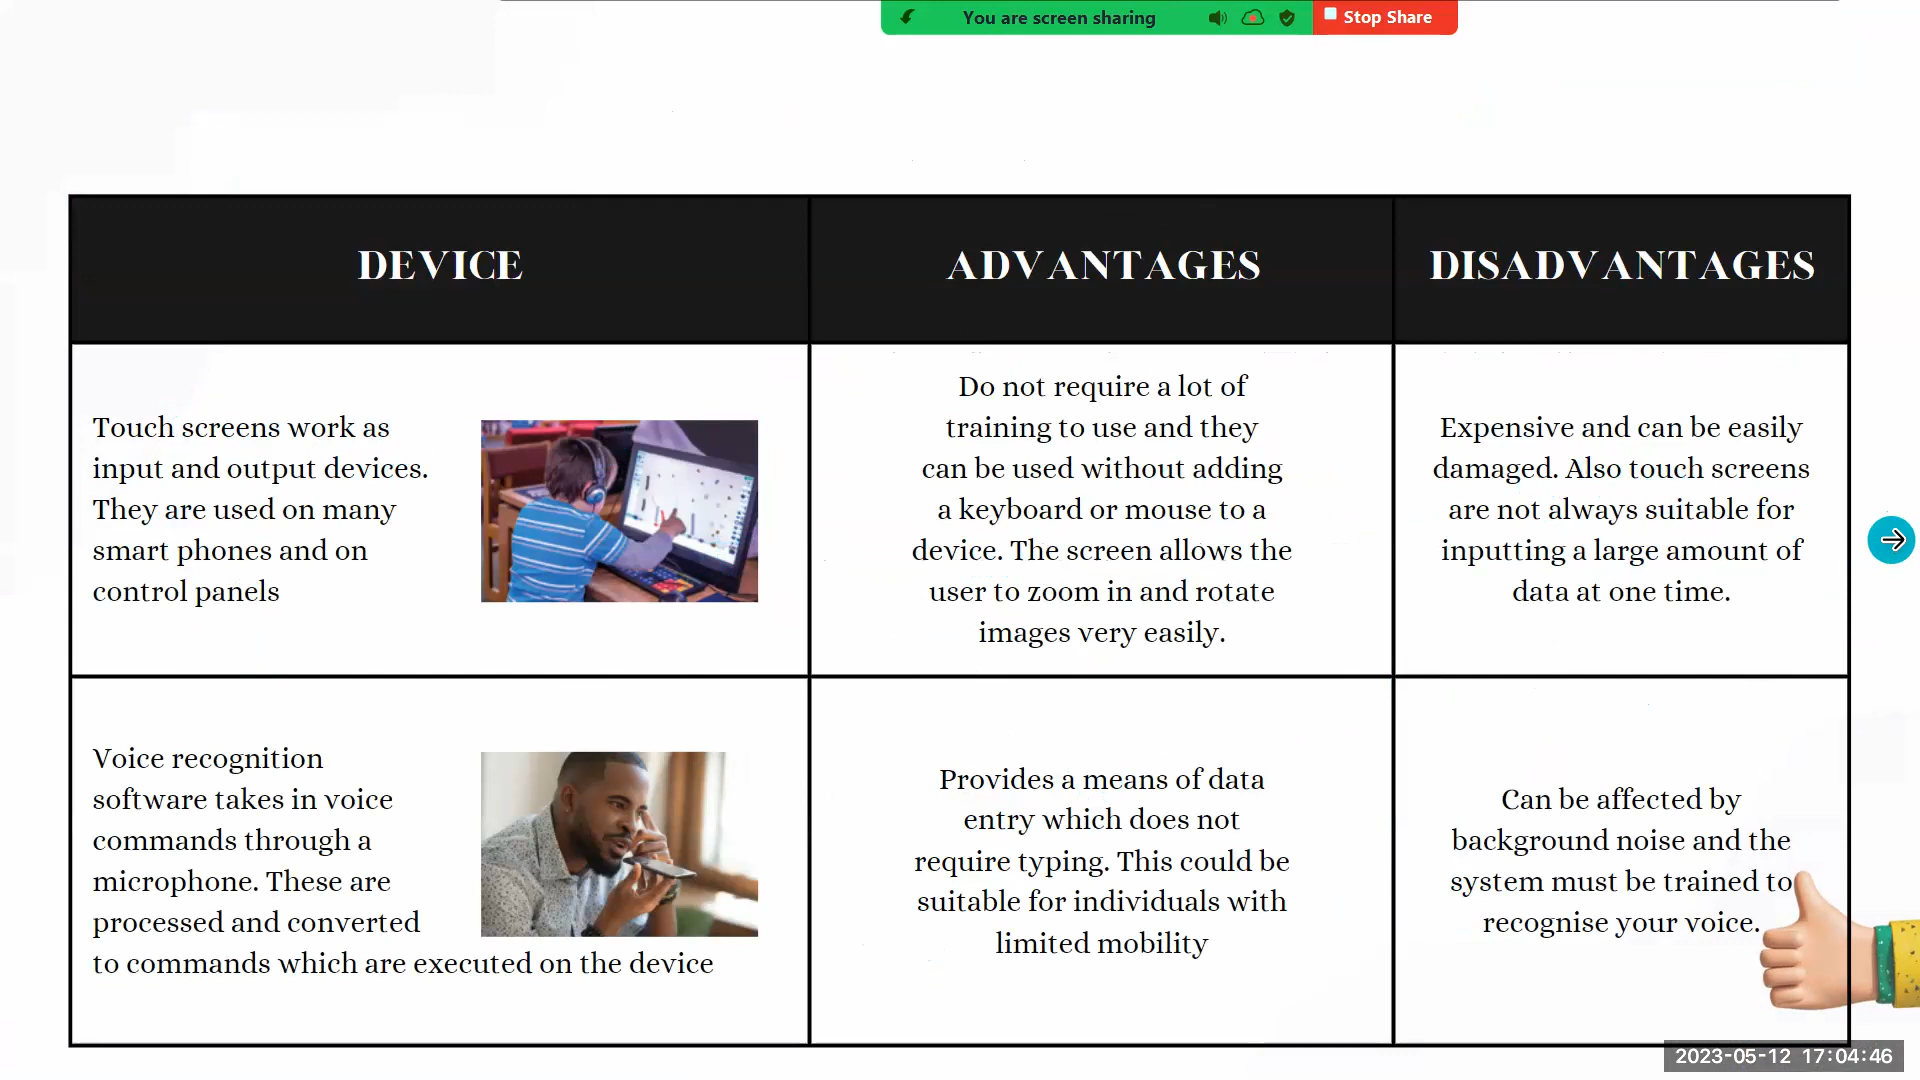 You are screen sharing
Stop Share
DEVICE
ADVANTAGES
DISADVANTAGES
Touch screens work as
input and output devices.
They are used on many
smart phones and on
control panels
Do not require a lot of
training to use and they
can be used without adding
a keyboard or mouse to a
device. The screen allows the
user to zoom in and rotate
images very easily.
Expensive and can be easily
damaged. Also touch screens
are not always suitable for
inputting a large amount of
data at one time.
Voice recognition
software takes in voice
commands through a
microphone. These are
processed and converted
to commands which are executed on the device
Provides a means of data
entry which does not
require typing. This could be
suitable for individuals with
limited mobility
Can be affected by
background noise and the
system must be trained to
recognise your voice.
2023-05-12 17:04:46